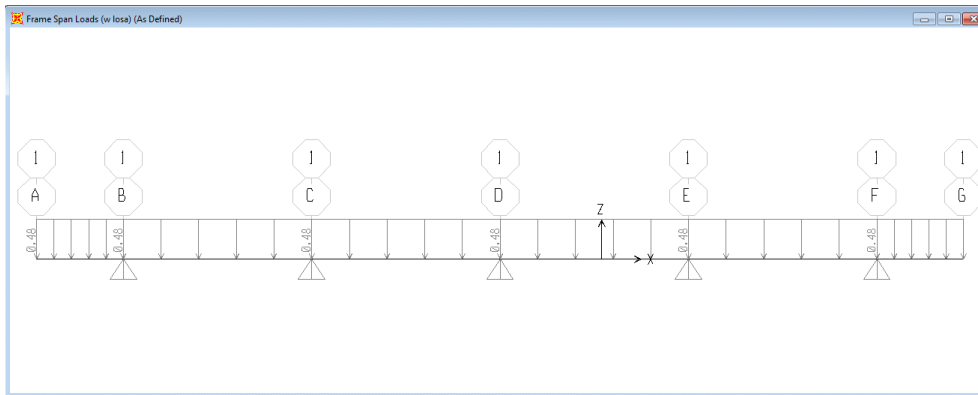 Frame Span Loads (w losa) (As Defined)
1 1 1 1 1 1 1
A B C D E F G
Z
0.48 0.48 0.48 0.48 0.48 0.48
X